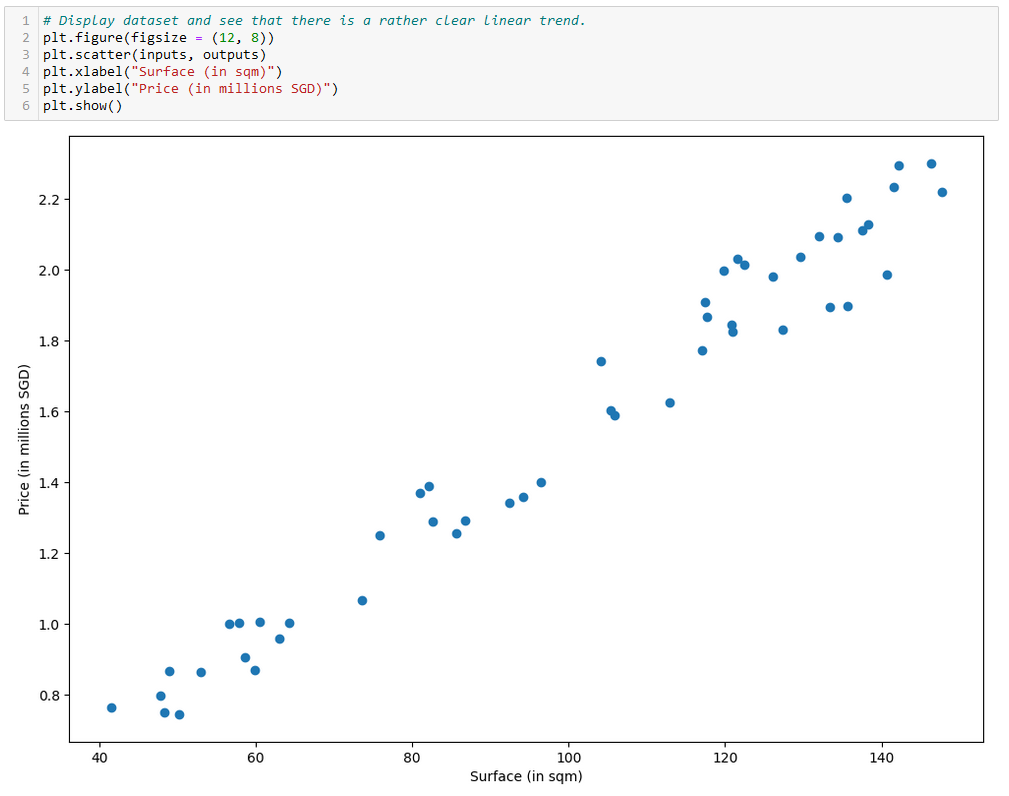 1 # Display dataset and see that there is a rather clear linear trend.
2 plt.figure(figsize = (12, 8))
3 plt.scatter(inputs, outputs)
4 plt.xlabel("Surface (in sqm)")
5 plt.ylabel("Price (in millions SGD)")
6 plt.show()
2.2
2.0
1.8
1.6
1.4
1.2
1.0
0.8
Price (in millions SGD)
40 60 80 100 120 140
Surface (in sqm)